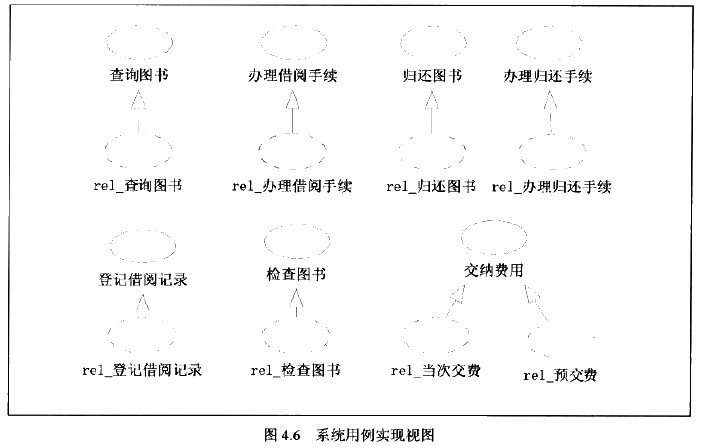 查询图书 办理借阅手续 归还图书 办理归还手续
rel_查询图书 rel_办理借阅手续 rel_归还图书 rel_办理归还手续
登记借阅记录 检查图书 交纳费用
rel_登记借阅记录 rel_检查图书 rel_当次交费 rel_预交费
图 4.6 系统用例实现视图